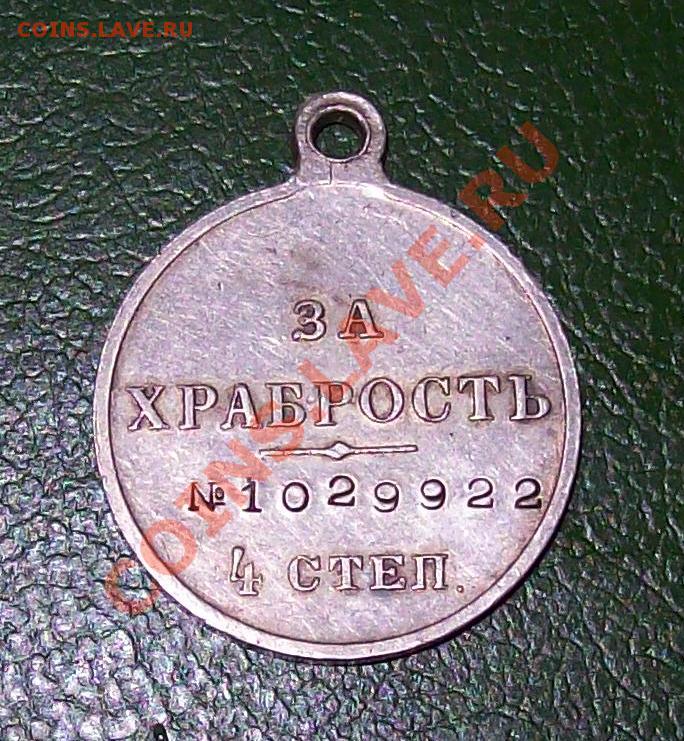 COINS.LAVE.RU
ЗА
ХРАБРОСТЬ
№1029922
4 СТЕП.
COINS.LAVE.RU